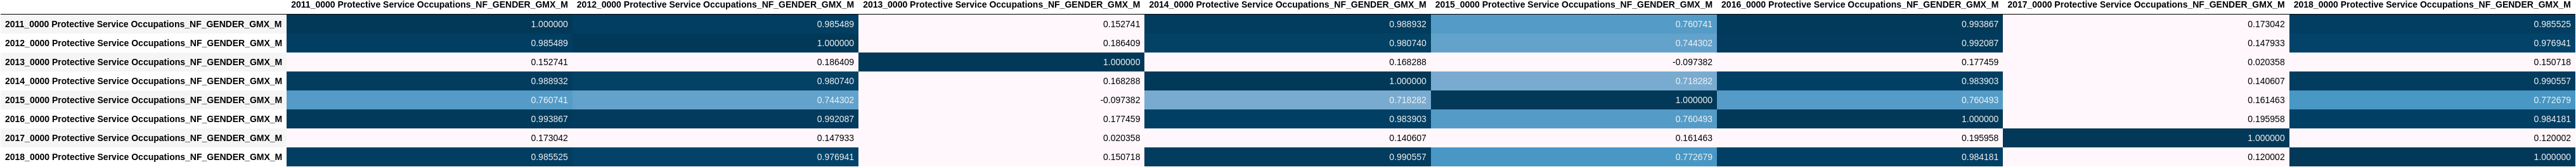 2011_0000 Protective Service Occupations_NF_GENDER_GMX_M 2012_0000 Protective Service Occupations_NF_GENDER_GMX_M 2013_0000 Protective Service Occupations_NF_GENDER_GMX_M 2014_0000 Protective Service Occupations_NF_GENDER_GMX_M 2015_0000 Protective Service Occupations_NF_GENDER_GMX_M 2016_0000 Protective Service Occupations_NF_GENDER_GMX_M 2017_0000 Protective Service Occupations_NF_GENDER_GMX_M 2018_0000 Protective Service Occupations_NF_GENDER_GMX_M
2011_0000 Protective Service Occupations_NF_GENDER_GMX_M 1.000000 0.985489 0.152741 0.988932 0.760741 0.993867 0.173042 0.985525
2012_0000 Protective Service Occupations_NF_GENDER_GMX_M 0.985489 1.000000 0.186409 0.980740 0.744302 0.992087 0.147933 0.976941
2013_0000 Protective Service Occupations_NF_GENDER_GMX_M 0.152741 0.186409 1.000000 0.168288 -0.097382 0.177459 0.020358 0.150718
2014_0000 Protective Service Occupations_NF_GENDER_GMX_M 0.988932 0.980740 0.168288 1.000000 0.718282 0.983903 0.140607 0.990557
2015_0000 Protective Service Occupations_NF_GENDER_GMX_M 0.760741 0.744302 -0.097382 0.718282 1.000000 0.760493 0.161463 0.772679
2016_0000 Protective Service Occupations_NF_GENDER_GMX_M 0.993867 0.992087 0.177459 0.983903 0.760493 1.000000 0.195958 0.984181
2017_0000 Protective Service Occupations_NF_GENDER_GMX_M 0.173042 0.147933 0.020358 0.140607 0.161463 0.195958 1.000000 0.120002
2018_0000 Protective Service Occupations_NF_GENDER_GMX_M 0.985525 0.976941 0.150718 0.990557 0.772679 0.984181 0.120002 1.000000